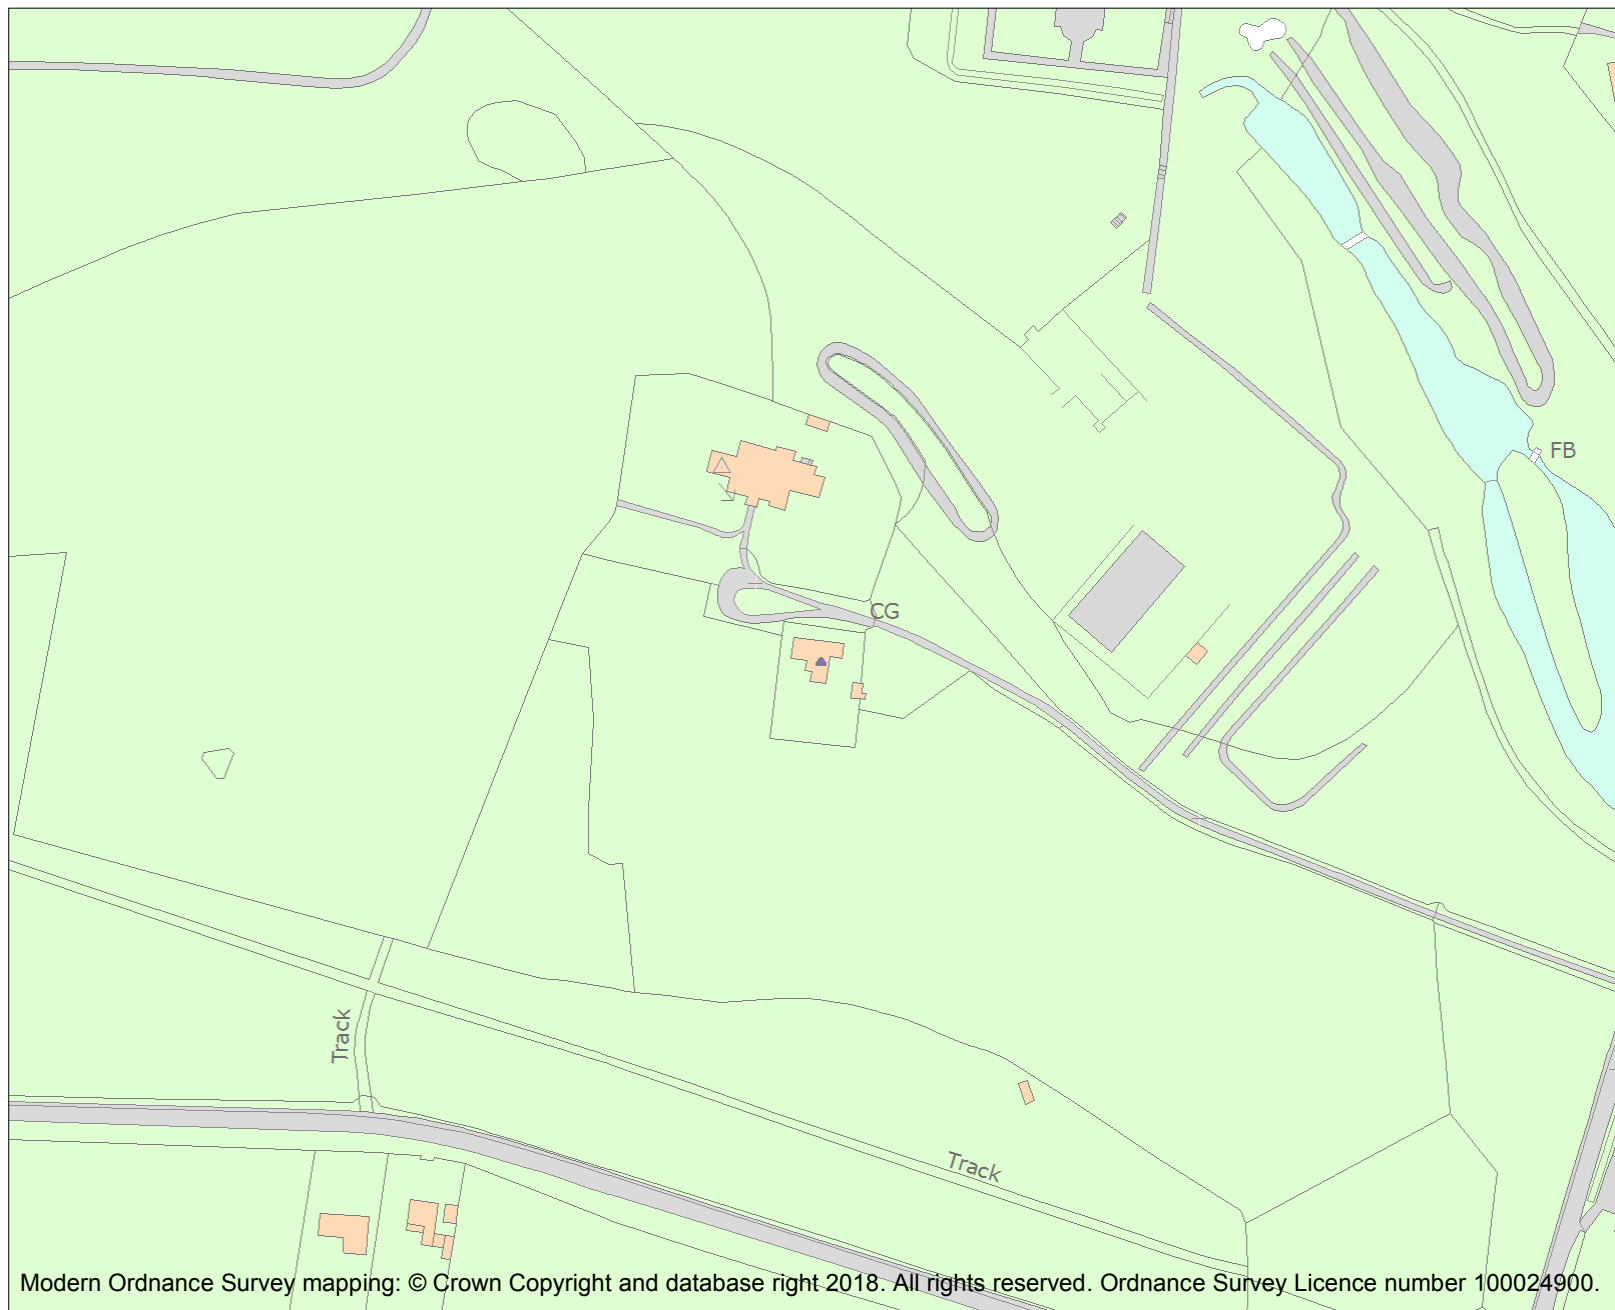 FB
CG
Track
Track
Modern Ordnance Survey mapping: © Crown Copyright and database right 2018. All rights reserved. Ordnance Survey Licence number 100024900.